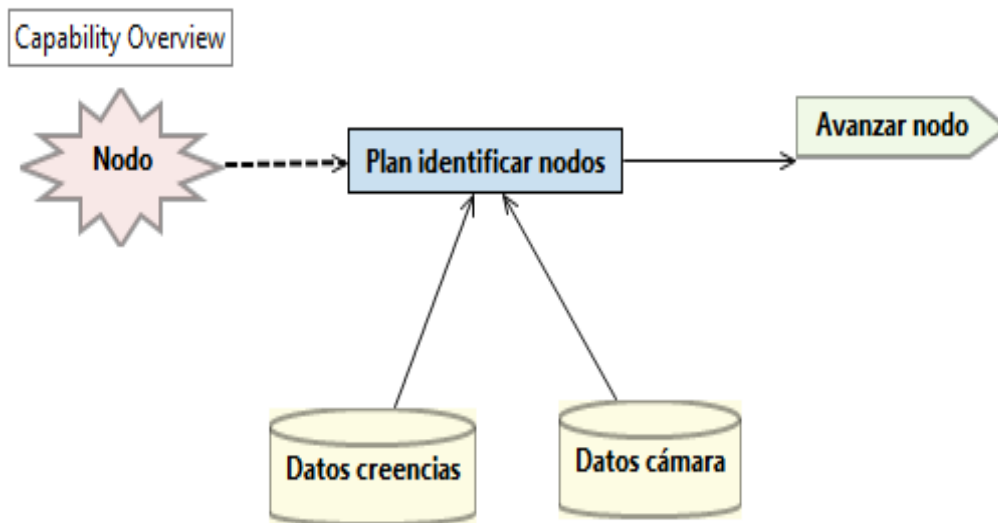 Capability Overview
Nodo
Plan identificar nodos
Avanzar nodo
Datos creencias
Datos cámara